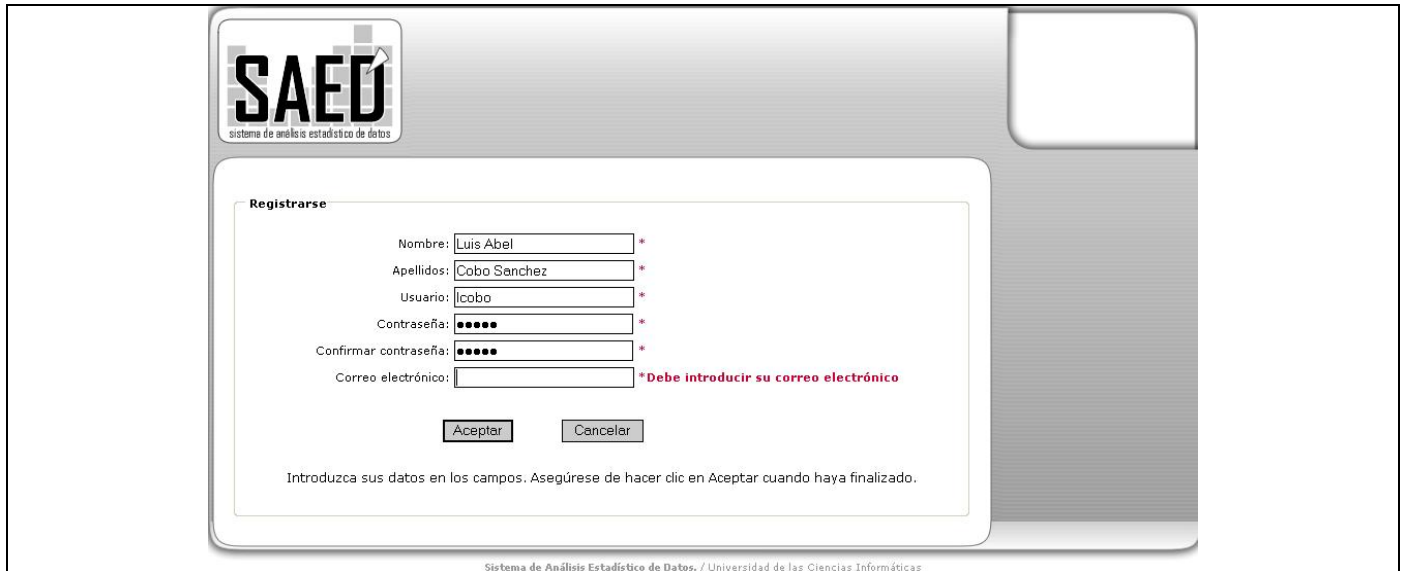 SAED
sistema de análisis estadístico de datos
Registrarse
Nombre: Luis Abel *
Apellidos: Cobo Sanchez *
Usuario: lcobo *
Contraseña: ●●●●● *
Confirmar contraseña: ●●●●● *
Correo electrónico: *Debe introducir su correo electrónico
Aceptar Cancelar
Introduzca sus datos en los campos. Asegúrese de hacer clic en Aceptar cuando haya finalizado.
Sistema de Análisis Estadístico de Datos. / Universidad de las Ciencias Informáticas